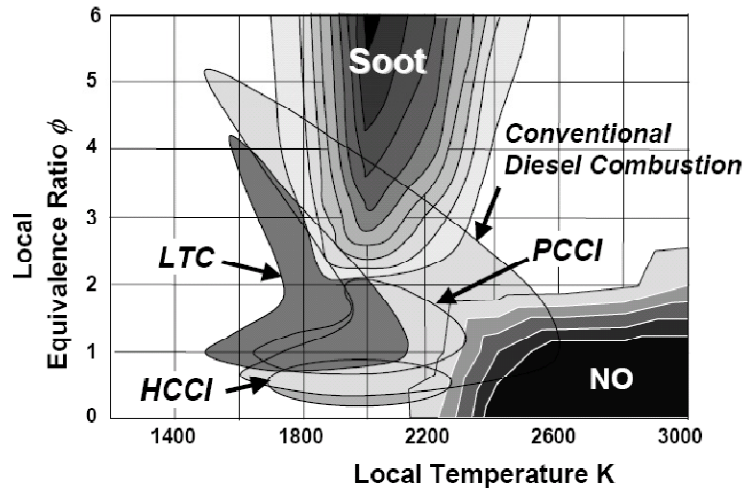 6
5
4
3
2
1
0
Local
Equivalence Ratio ϕ
Soot
Conventional
Diesel Combustion
LTC
PCCI
HCCI
NO
1400 1800 2200 2600 3000
Local Temperature K